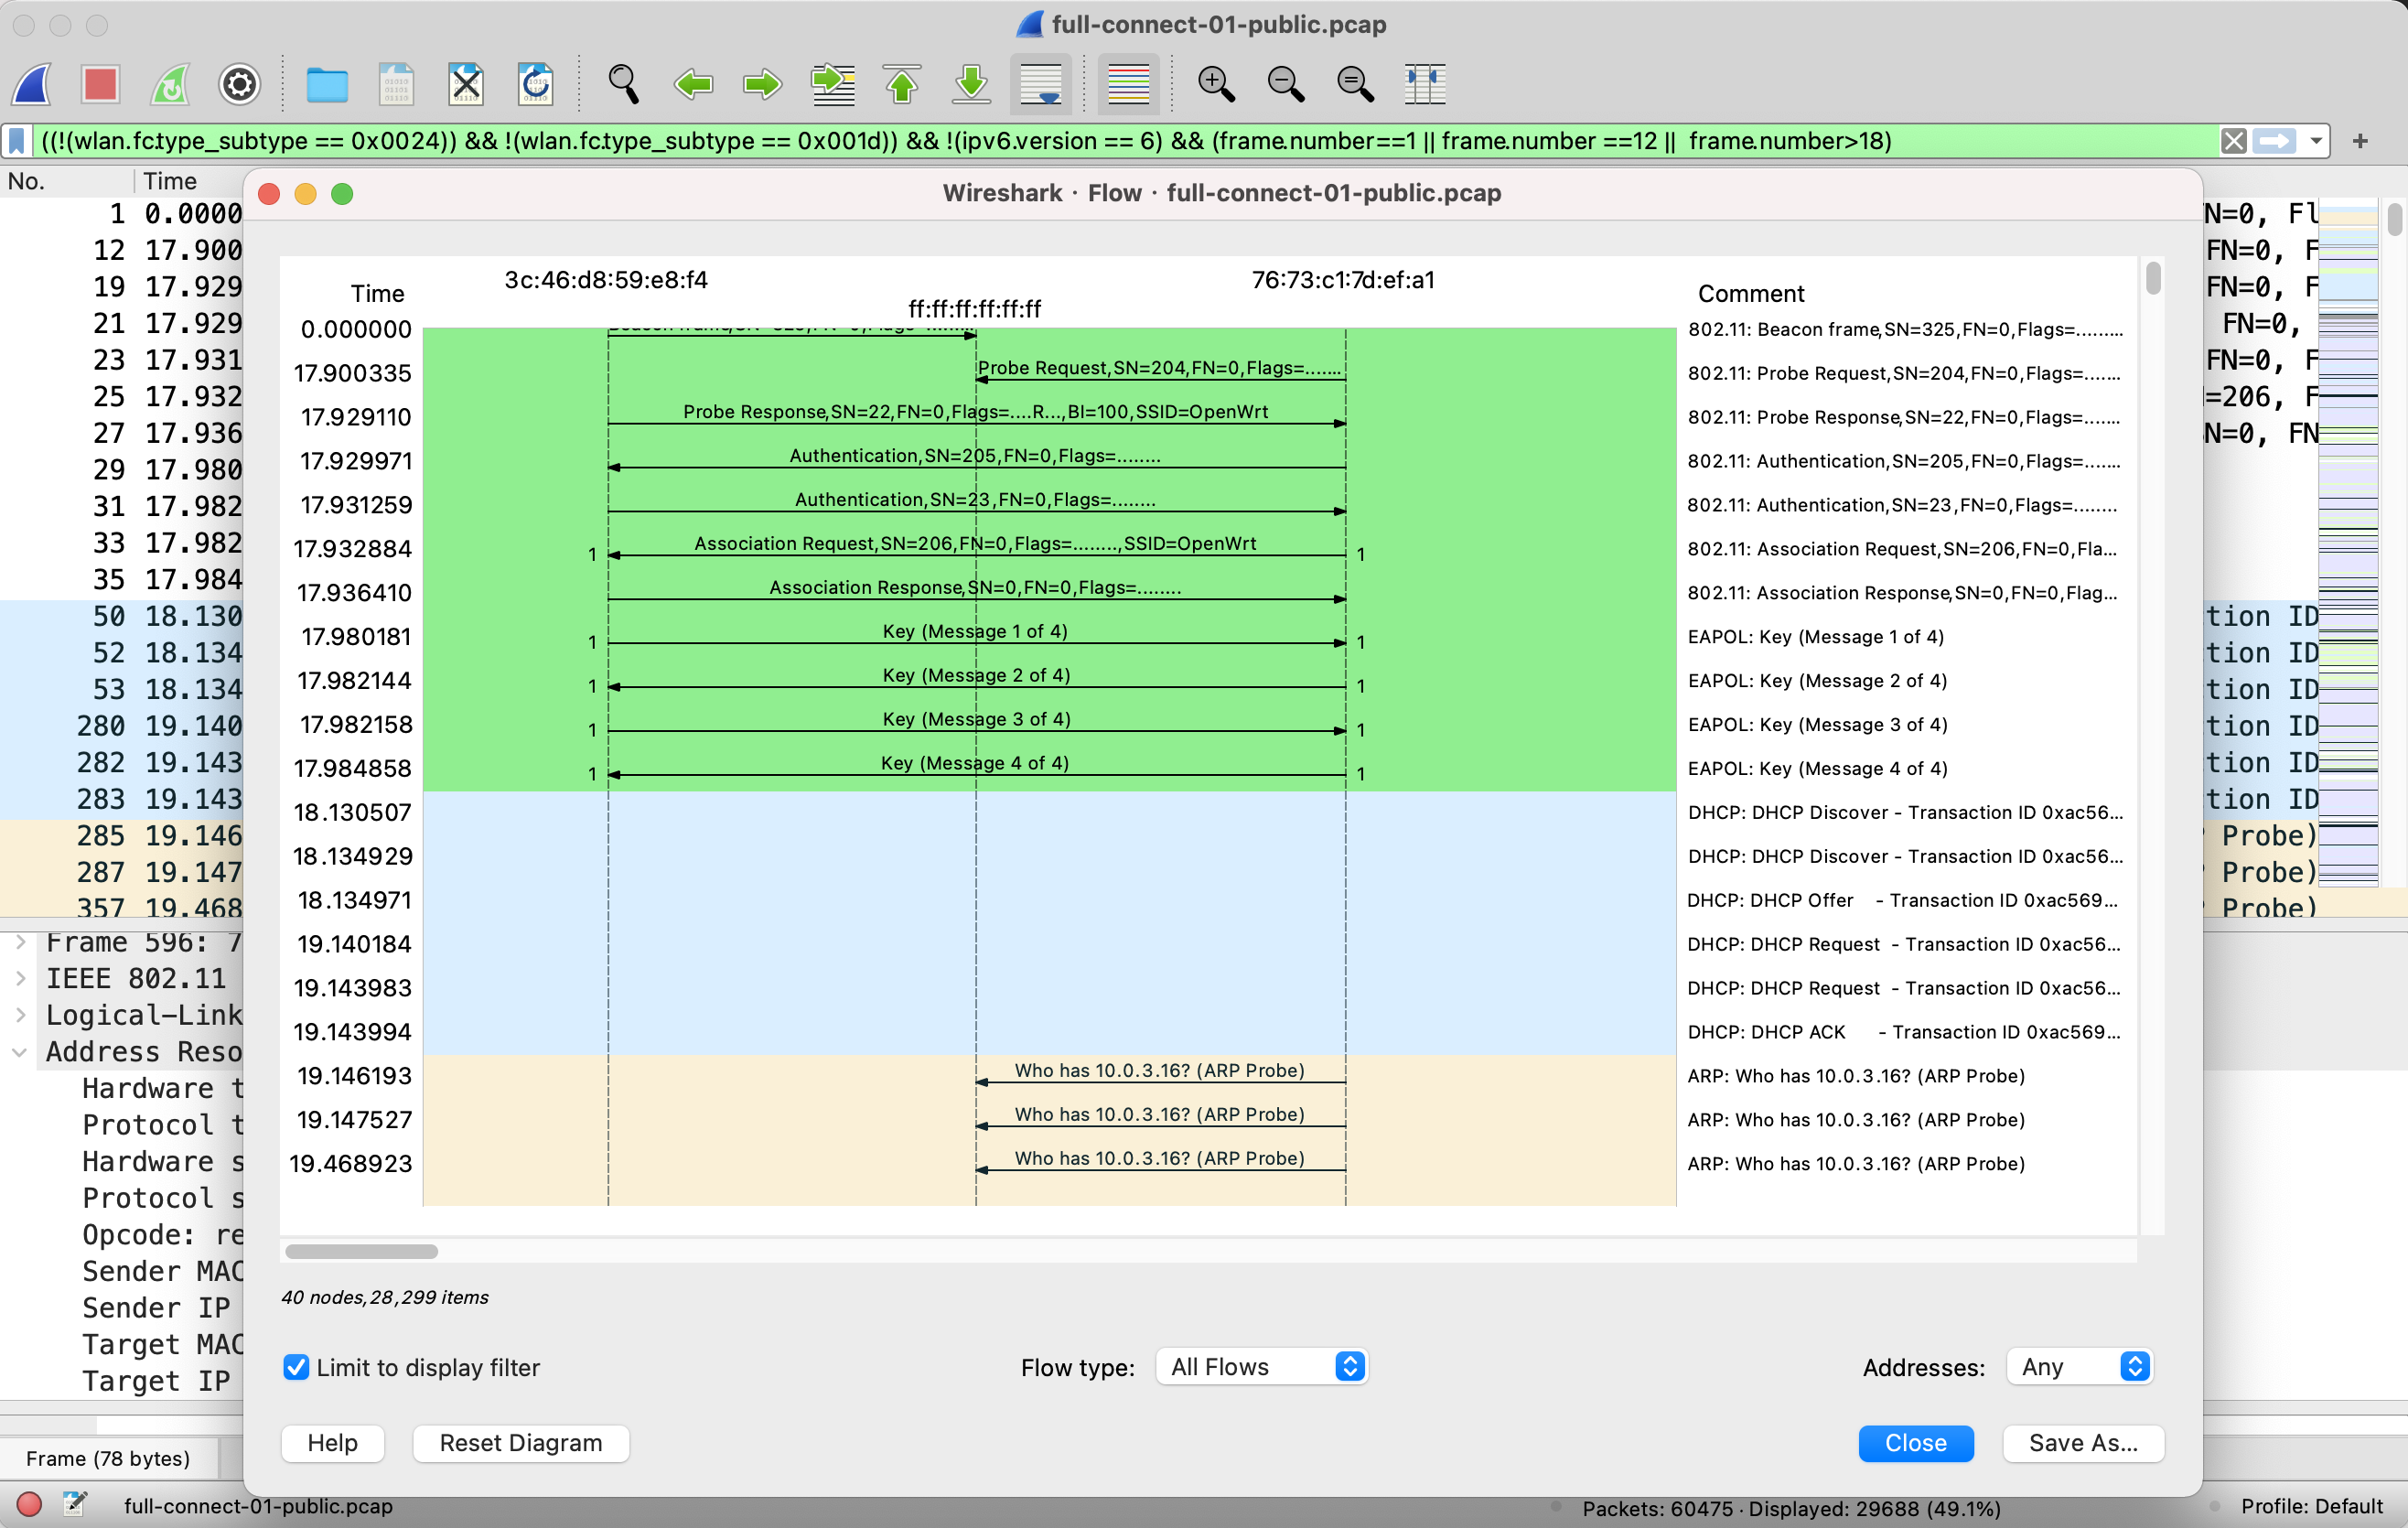 full-connect-01-public.pcap
((!(wlan.fc.type_subtype == 0x0024)) && !(wlan.fc.type_subtype == 0x001d)) && !(ipv6.version == 6) && (frame.number==1 || frame.number ==12 ||  frame.number>18)
No. Time
Wireshark · Flow · full-connect-01-public.pcap
1 0.0000 N=0, Fl
12 17.900 FN=0, F
19 17.929 FN=0, F
21 17.929 FN=0,
23 17.931 FN=0, F
25 17.932 =206, F
27 17.936 N=0, FN
29 17.980
31 17.982
33 17.982
35 17.984
50 18.130 tion ID
52 18.134 tion ID
53 18.134 tion ID
280 19.140 tion ID
282 19.143 tion ID
283 19.143 tion ID
285 19.146 Probe)
287 19.147 Probe)
357 19.468 Probe)
Frame 596: 7
IEEE 802.11
Logical-Link
Address Reso
Hardware t
Protocol t
Hardware s
Protocol s
Opcode: re
Sender MAC
Sender IP
Target MAC
Target IP
Time 3c:46:d8:59:e8:f4 ff:ff:ff:ff:ff:ff 76:73:c1:7d:ef:a1 Comment
0.000000 Beacon frame,SN=325,FN=0,Flags=........ 802.11: Beacon frame,SN=325,FN=0,Flags=.........
17.900335 Probe Request,SN=204,FN=0,Flags=....... 802.11: Probe Request,SN=204,FN=0,Flags=.......
17.929110 Probe Response,SN=22,FN=0,Flags=....R...,BI=100,SSID=OpenWrt 802.11: Probe Response,SN=22,FN=0,Flags=.......
17.929971 Authentication,SN=205,FN=0,Flags=........ 802.11: Authentication,SN=205,FN=0,Flags=.......
17.931259 Authentication,SN=23,FN=0,Flags=........ 802.11: Authentication,SN=23,FN=0,Flags=........
17.932884 1 Association Request,SN=206,FN=0,Flags=........,SSID=OpenWrt 1 802.11: Association Request,SN=206,FN=0,Fla...
17.936410 Association Response,SN=0,FN=0,Flags=........ 802.11: Association Response,SN=0,FN=0,Flag...
17.980181 1 Key (Message 1 of 4) 1 EAPOL: Key (Message 1 of 4)
17.982144 1 Key (Message 2 of 4) 1 EAPOL: Key (Message 2 of 4)
17.982158 1 Key (Message 3 of 4) 1 EAPOL: Key (Message 3 of 4)
17.984858 1 Key (Message 4 of 4) 1 EAPOL: Key (Message 4 of 4)
18.130507 DHCP: DHCP Discover - Transaction ID 0xac56...
18.134929 DHCP: DHCP Discover - Transaction ID 0xac56...
18.134971 DHCP: DHCP Offer    - Transaction ID 0xac569...
19.140184 DHCP: DHCP Request  - Transaction ID 0xac56...
19.143983 DHCP: DHCP Request  - Transaction ID 0xac56...
19.143994 DHCP: DHCP ACK      - Transaction ID 0xac569...
19.146193 Who has 10.0.3.16? (ARP Probe) ARP: Who has 10.0.3.16? (ARP Probe)
19.147527 Who has 10.0.3.16? (ARP Probe) ARP: Who has 10.0.3.16? (ARP Probe)
19.468923 Who has 10.0.3.16? (ARP Probe) ARP: Who has 10.0.3.16? (ARP Probe)
40 nodes, 28,299 items
Limit to display filter Flow type: All Flows Addresses: Any
Help Reset Diagram Close Save As...
Frame (78 bytes)
full-connect-01-public.pcap Packets: 60475 · Displayed: 29688 (49.1%) Profile: Default